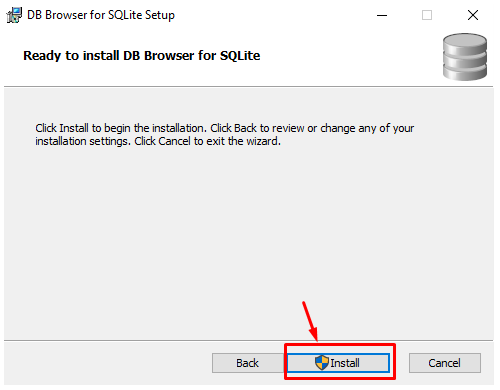 DB Browser for SQLite Setup
Ready to install DB Browser for SQLite
Click Install to begin the installation. Click Back to review or change any of your
installation settings. Click Cancel to exit the wizard.
Back Install Cancel